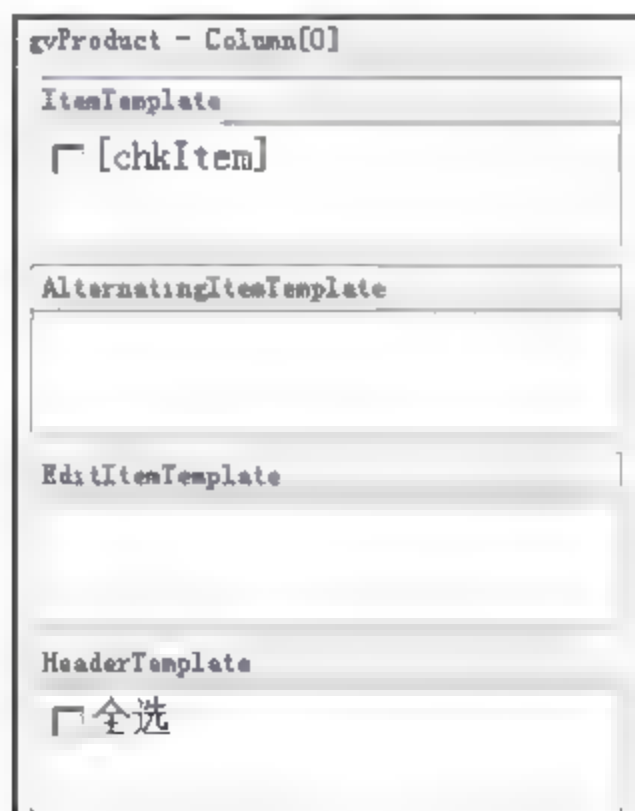 gvProduct - Column[0]
ItemTemplate
[chkItem]
AlternatingItemTemplate
EditItemTemplate
HeaderTemplate
全选